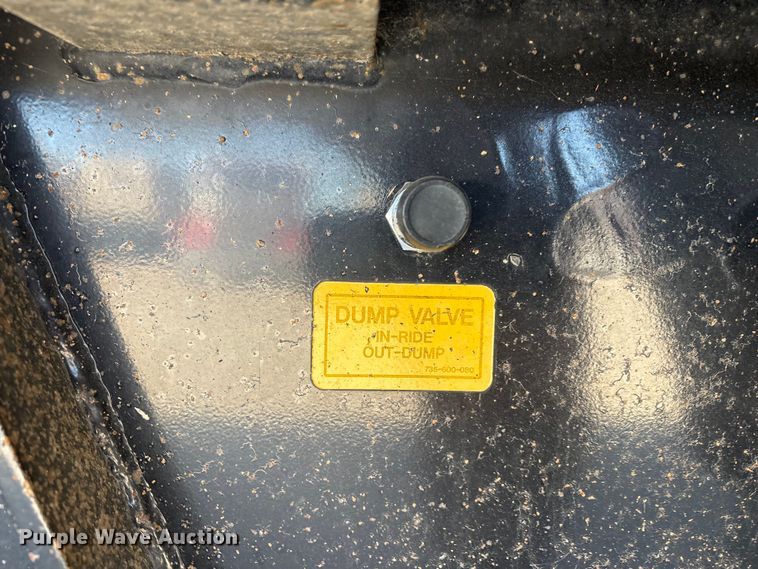 DUMP VALVE
IN-RIDE
OUT-DUMP
735-600-080
Purple Wave Auction